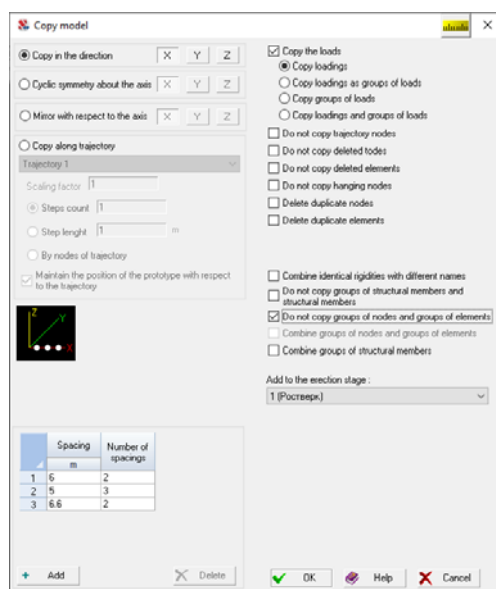 Copy model
Copy in the direction X Y Z
Cyclic symmetry about the axis X Y Z
Mirror with respect to the axis X Y Z
Copy along trajectory
Trajectory 1
Scaling factor 1
Steps count 1
Step lenght 1 m
By nodes of trajectory
Maintain the position of the prototype with respect
to the trajectory
Z
Y
X
Spacing Number of
spacings
m
1 6 2
2 5 3
3 6.6 2
+ Add
Delete
Copy the loads
Copy loadings
Copy loadings as groups of loads
Copy groups of loads
Copy loadings and groups of loads
Do not copy trajectory nodes
Do not copy deleted todes
Do not copy deleted elements
Do not copy hanging nodes
Delete duplicate nodes
Delete duplicate elements
Combine identical rigidities with different names
Do not copy groups of structural members and
structural members
Do not copy groups of nodes and groups of elements
Combine groups of nodes and groups of elements
Combine groups of structural members
Add to the erection stage :
1 (Ростверк)
OK Help Cancel